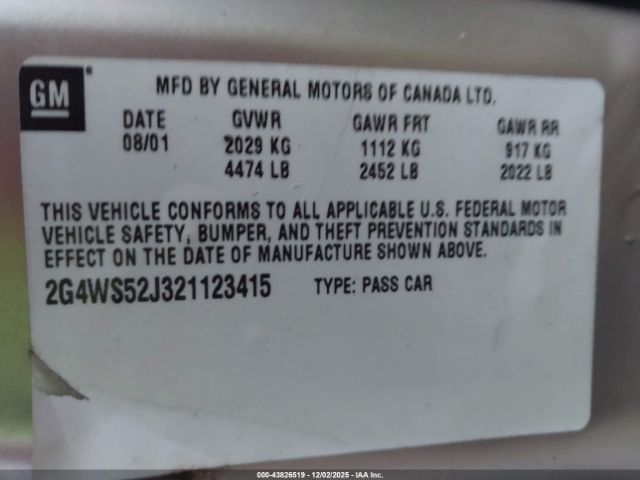 GM ®
MFD BY GENERAL MOTORS OF CANADA LTD.
DATE GVWR GAWR FRT GAWR RR
08/01 2029 KG 1112 KG 917 KG
4474 LB 2452 LB 2022 LB
THIS VEHICLE CONFORMS TO ALL APPLICABLE U.S. FEDERAL MOTOR
VEHICLE SAFETY, BUMPER, AND THEFT PREVENTION STANDARDS IN
EFFECT ON THE DATE OF MANUFACTURE SHOWN ABOVE.
2G4WS52J321123415 TYPE: PASS CAR
000-43826519 - 12/02/2025 - IAA Inc.